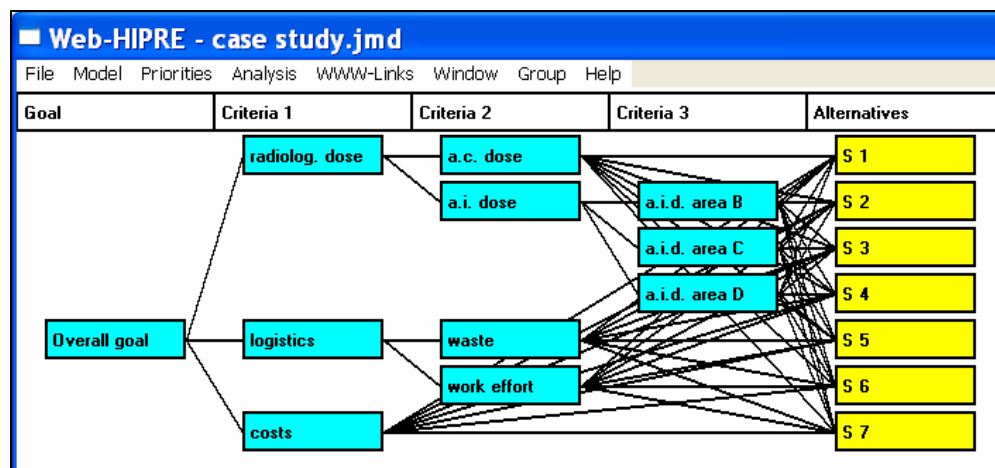 Web-HIPRE - case study.jmd
File Model Priorities Analysis WWW-Links Window Group Help
Goal Criteria 1 Criteria 2 Criteria 3 Alternatives
radiolog. dose a.c. dose S 1
a.i. dose a.i.d. area B S 2
a.i.d. area C S 3
a.i.d. area D S 4
Overall goal logistics waste S 5
work effort S 6
costs S 7